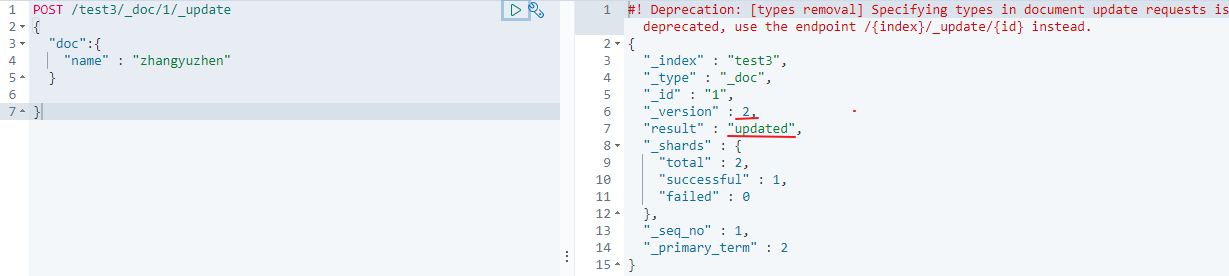 1 POST /test3/_doc/1/_update
2 {
3 "doc":{
4 "name" : "zhangyuzhen"
5 }
6
7 }
1 #! Deprecation: [types removal] Specifying types in document update requests is
deprecated, use the endpoint /{index}/_update/{id} instead.
2 {
3 "_index" : "test3",
4 "_type" : "_doc",
5 "_id" : "1",
6 "_version" : 2,
7 "result" : "updated",
8 "_shards" : {
9 "total" : 2,
10 "successful" : 1,
11 "failed" : 0
12 },
13 "_seq_no" : 1,
14 "_primary_term" : 2
15 }